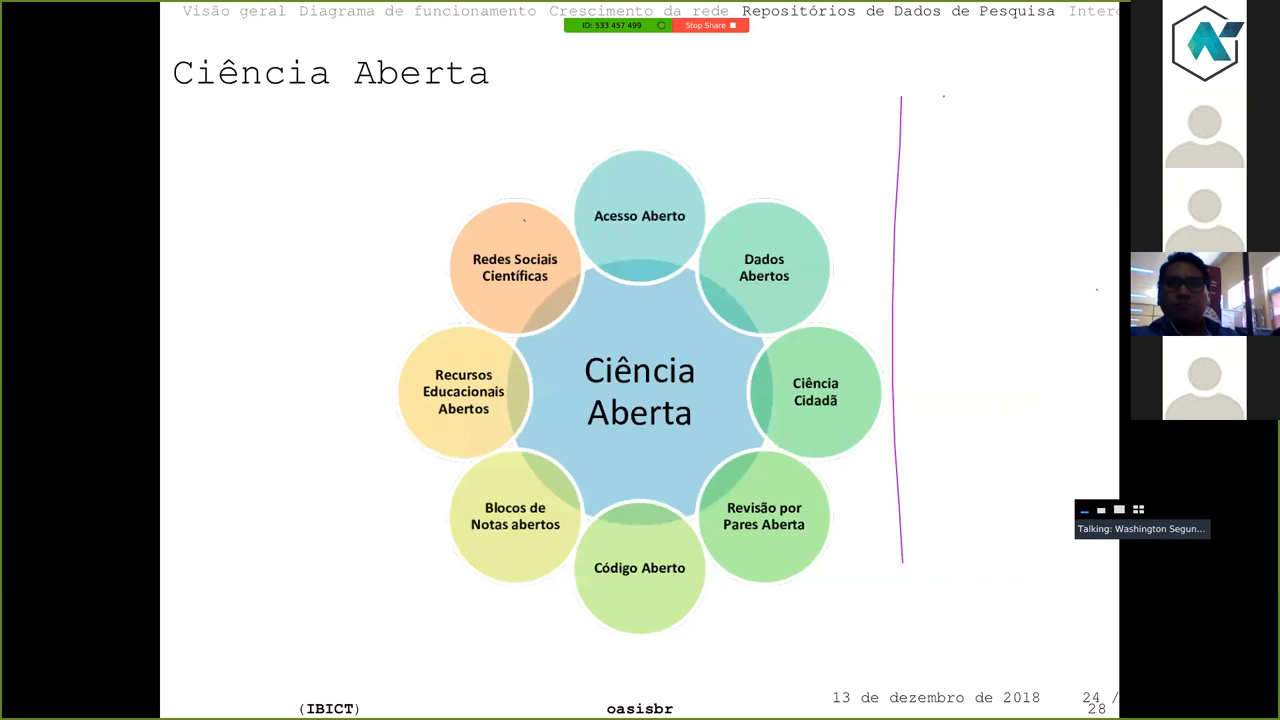 Visão geral Diagrama de funcionamento Crescimento da rede Repositórios de Dados de Pesquisa
ID: 533 457 499 Stop Share
Ciência Aberta
Acesso Aberto
Redes Sociais
Científicas
Dados
Abertos
Recursos
Educacionais
Abertos
Ciência
Aberta
Ciência
Cidadã
Blocos de
Notas abertos
Revisão por
Pares Aberta
Talking: Washington Segun...
Código Aberto
13 de dezembro de 2018 24 /
28
(IBICT) oasisbr